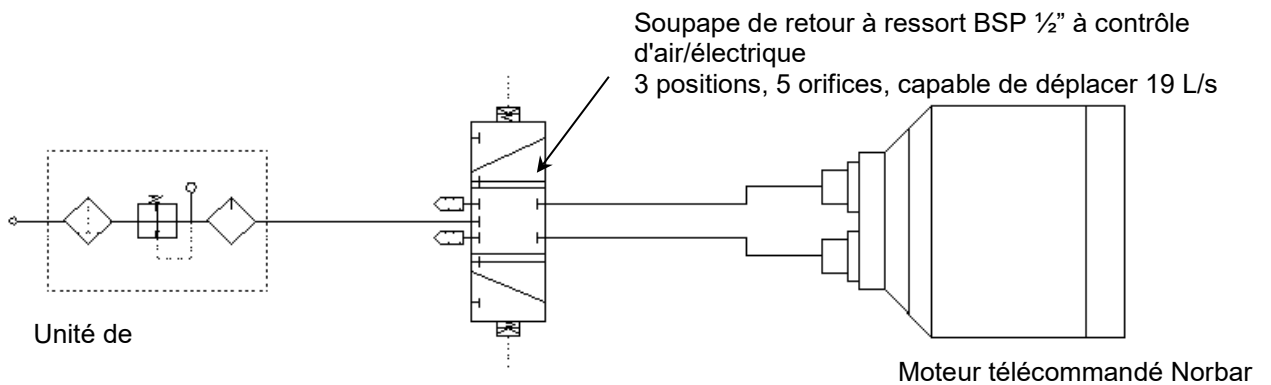 Soupape de retour à ressort BSP ½” à contrôle
d'air/électrique
3 positions, 5 orifices, capable de déplacer 19 L/s
Unité de
Moteur télécommandé Norbar